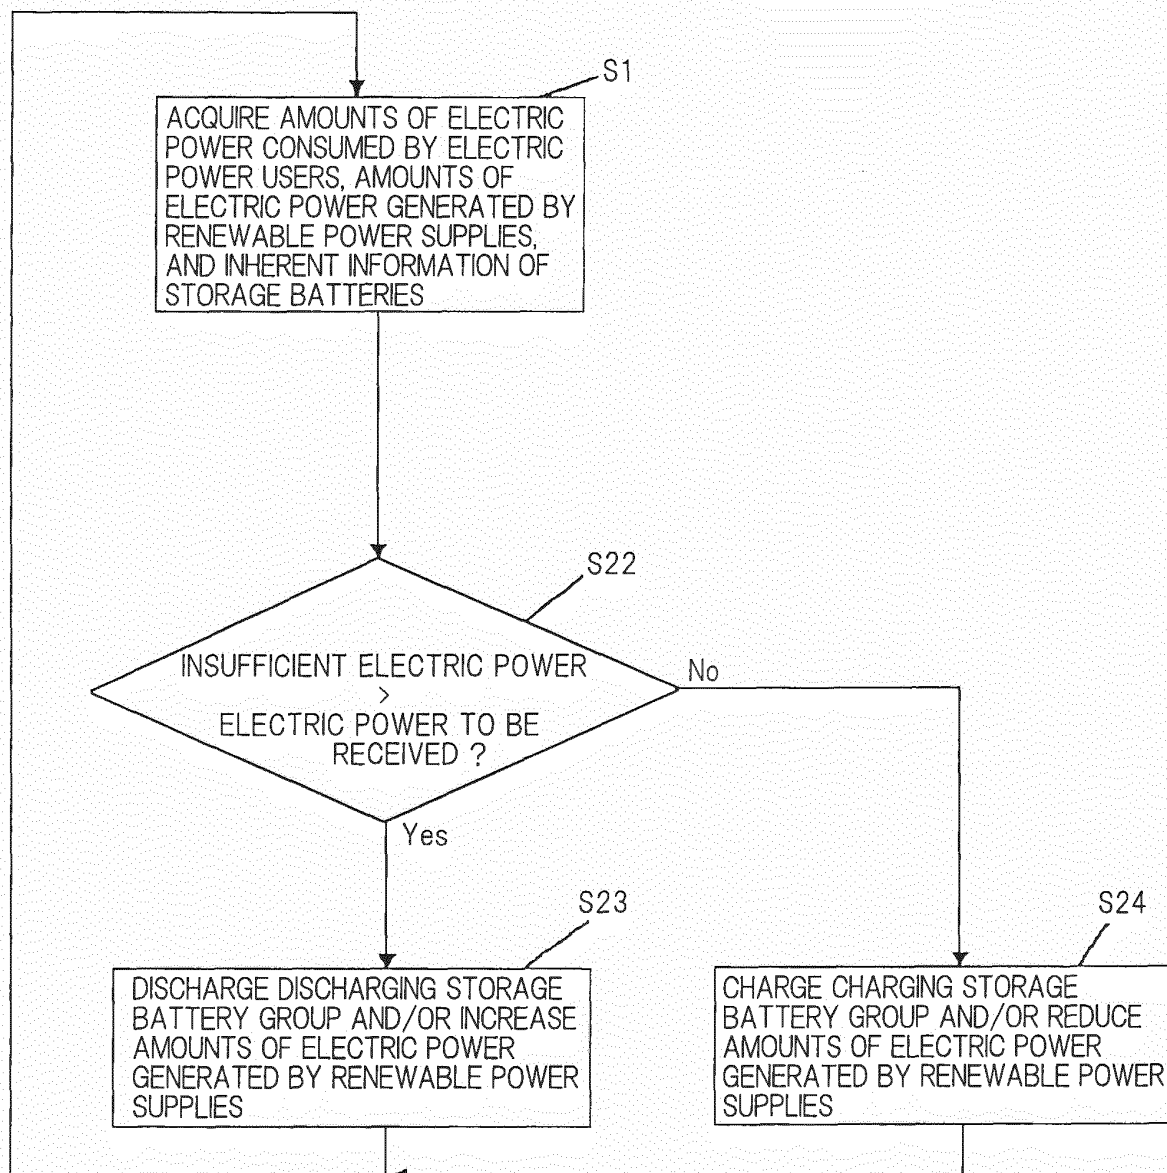 S1
ACQUIRE AMOUNTS OF ELECTRIC
POWER CONSUMED BY ELECTRIC
POWER USERS, AMOUNTS OF
ELECTRIC POWER GENERATED BY
RENEWABLE POWER SUPPLIES,
AND INHERENT INFORMATION OF
STORAGE BATTERIES
S22
INSUFFICIENT ELECTRIC POWER
>
ELECTRIC POWER TO BE
RECEIVED ?
No
Yes
S23
DISCHARGE DISCHARGING STORAGE
BATTERY GROUP AND/OR INCREASE
AMOUNTS OF ELECTRIC POWER
GENERATED BY RENEWABLE POWER
SUPPLIES
S24
CHARGE CHARGING STORAGE
BATTERY GROUP AND/OR REDUCE
AMOUNTS OF ELECTRIC POWER
GENERATED BY RENEWABLE POWER
SUPPLIES